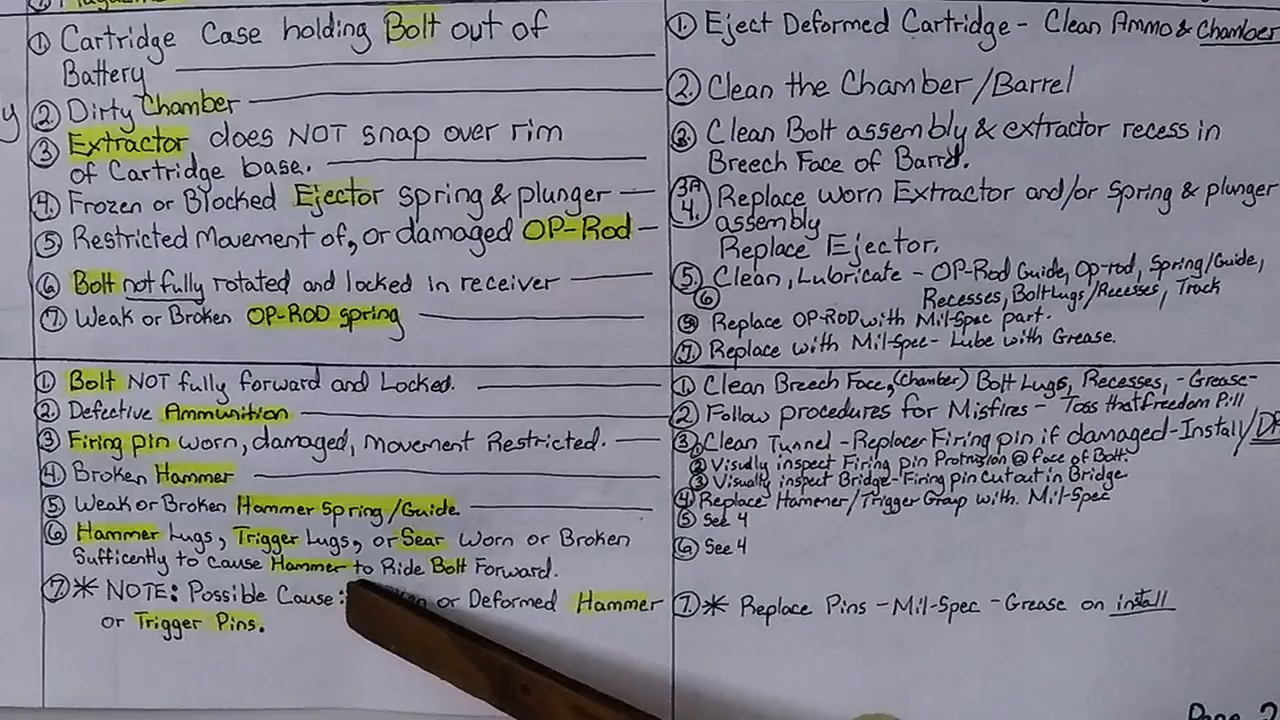 ① Cartridge Case holding Bolt out of
Battery
② Dirty Chamber
③ Extractor does NOT snap over rim
of Cartridge base.
④ Frozen or Blocked Ejector spring & plunger
⑤ Restricted Movement of, or damaged OP-Rod
⑥ Bolt not fully rotated and locked in receiver
⑦ Weak or Broken OP-ROD spring
① Eject Deformed Cartridge - Clean Ammo & Chamber
②. Clean the Chamber/Barrel
③. Clean Bolt assembly & extractor recess in
Breech Face of Barrel.
3A Replace worn Extractor and/or Spring & plunger
4. assembly
Replace Ejector.
⑤. Clean, Lubricate - OP-Rod Guide, Op-rod, Spring/Guide,
⑥ Recesses, Bolt Lugs/Recesses, Track
Replace OP-ROD with Mil-Spec part.
⑦. Replace with Mil-Spec - Lube with Grease.
① Bolt NOT fully forward and Locked.
② Defective Ammunition
③ Firing pin worn, damaged, movement Restricted.
④ Broken Hammer
⑤ Weak or Broken Hammer Spring/Guide
⑥ Hammer Lugs, Trigger Lugs, or Sear Worn or Broken
Sufficently to cause Hammer to Ride Bolt Forward.
⑦ * NOTE: Possible Cause: or Deformed Hammer
or Trigger Pins.
① Clean Breech Face, (chamber) Bolt Lugs, Recesses, - Grease-
② Follow procedures for Misfires - Toss that Freedom Pill
③ Clean Tunnel - Replacer Firing pin if damaged - Install/
② Visually inspect Firing pin Protrusion @ face of Bolt.
③ Visually inspect Bridge - Firing pin cutout in Bridge
④ Replace Hamener/Trigger Group with. Mil-Spec
⑤ See 4
⑥ See 4
⑦ * Replace Pins - Mil-Spec - Grease on install